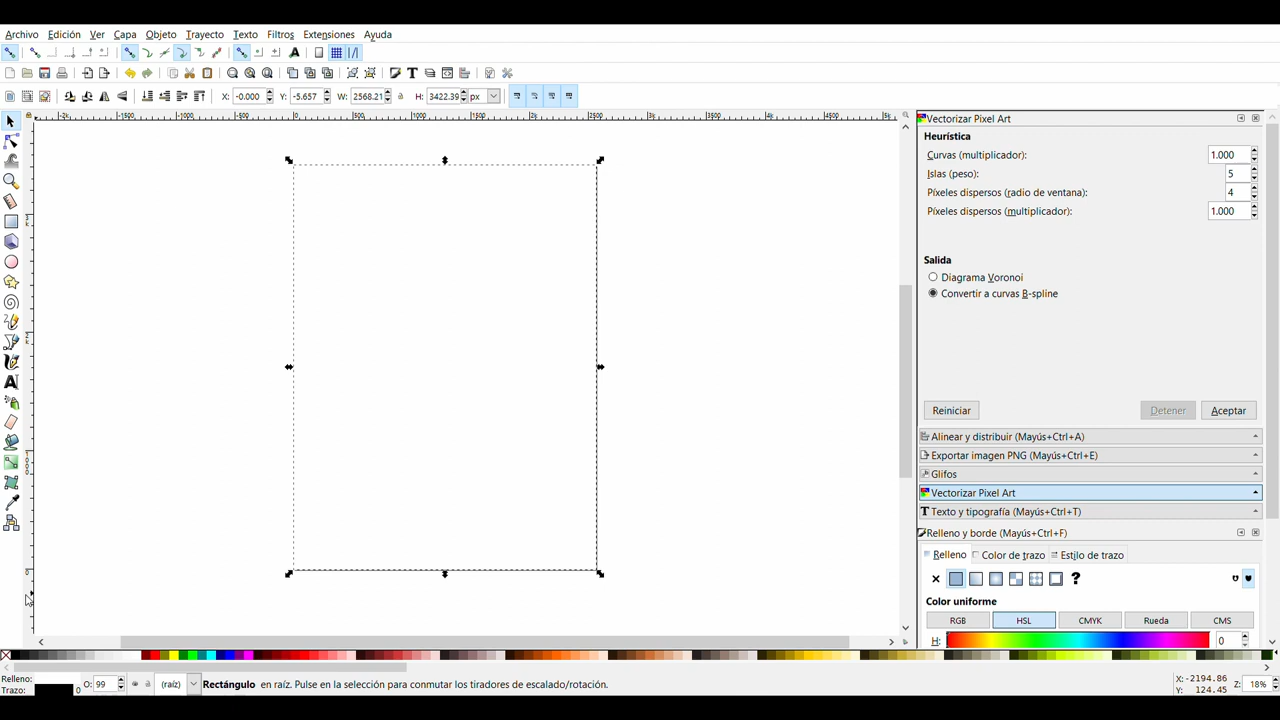 Archivo Edición Ver Capa Objeto Trayecto Texto Filtros Extensiones Ayuda
X: -0.000 Y: -5.657 W: 2568.21 H: 3422.39 px
Vectorizar Pixel Art
Heurística
Curvas (multiplicador): 1.000
Islas (peso): 5
Píxeles dispersos (radio de ventana): 4
Píxeles dispersos (multiplicador): 1.000
Salida
Diagrama Voronoi
Convertir a curvas B-spline
Reiniciar Detener Aceptar
Alinear y distribuir (Mayús+Ctrl+A)
Exportar imagen PNG (Mayús+Ctrl+E)
Glifos
Vectorizar Pixel Art
Texto y tipografía (Mayús+Ctrl+T)
Relleno y borde (Mayús+Ctrl+F)
Relleno Color de trazo Estilo de trazo
Color uniforme
RGB HSL CMYK Rueda CMS
H: 0
Relleno:
Trazo: 0 O: 99 (raíz) Rectángulo en raíz. Pulse en la selección para conmutar los tiradores de escalado/rotación.
X: -2194.86
Y: 124.45 Z: 18%